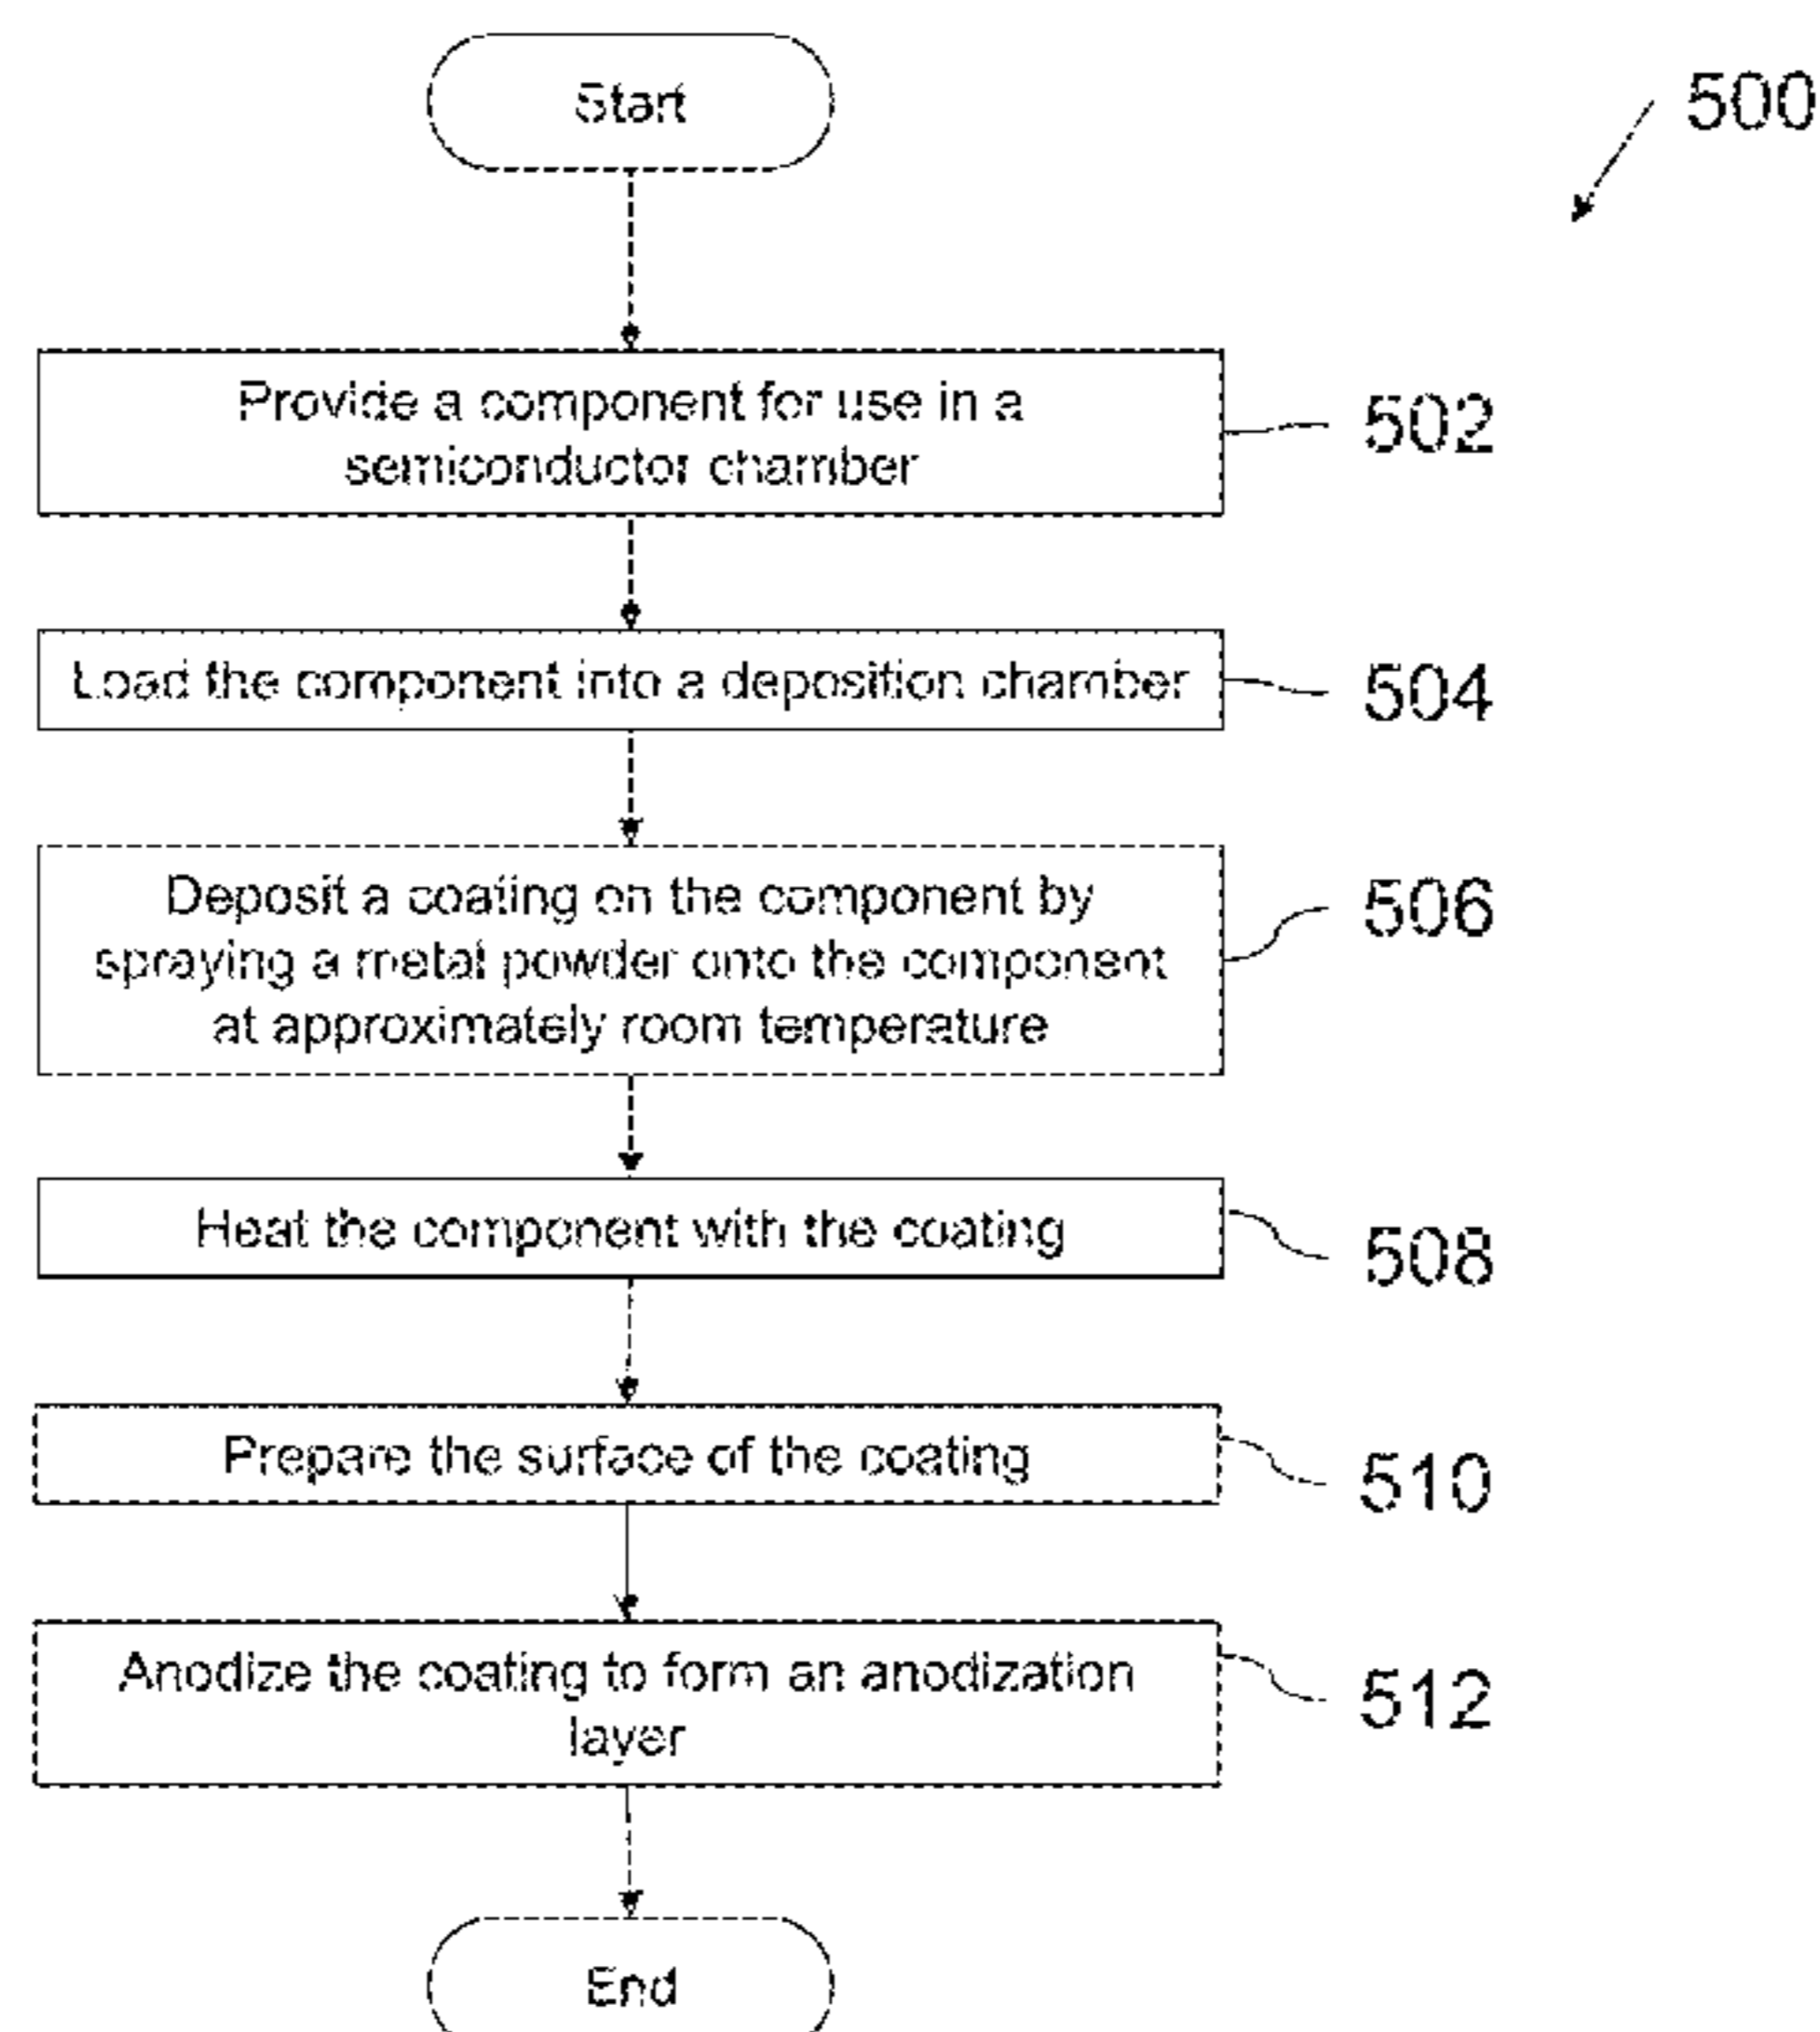 Start
500
Provide a component for use in a
semiconductor chamber
502
Load the component into a deposition chamber
504
Deposit a coating on the component by
spraying a metal powder onto the component
at approximately room temperature
506
Heat the component with the coating
508
Prepare the surface of the coating
510
Anodize the coating to form an anodization
layer
512
End